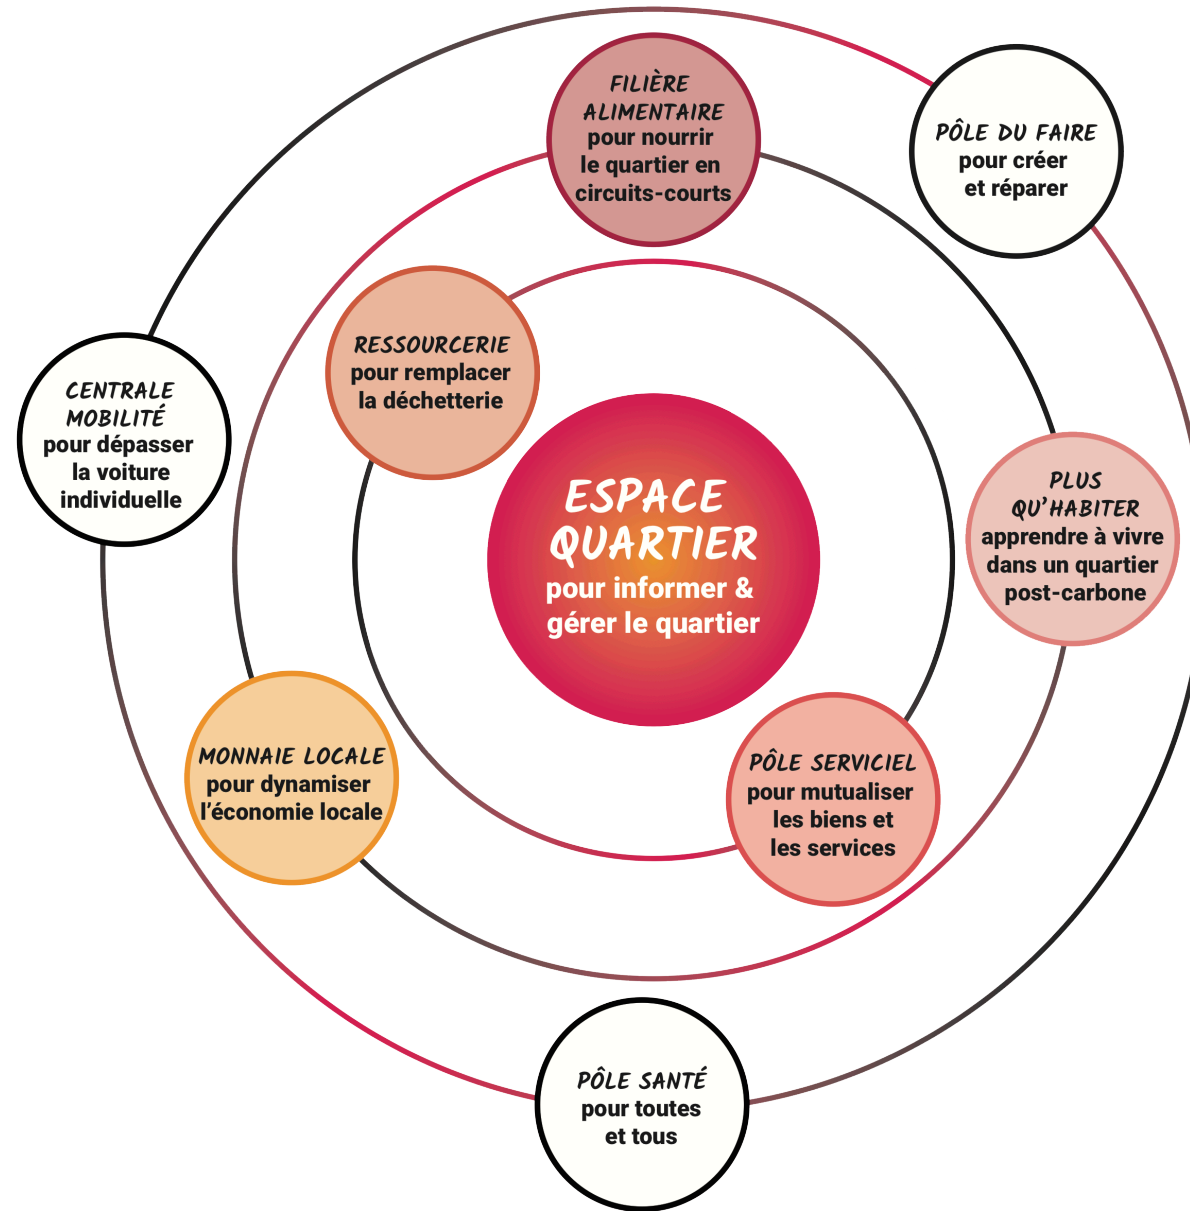 FILIÈRE
ALIMENTAIRE
pour nourrir
le quartier en
circuits-courts
PÔLE DU FAIRE
pour créer
et réparer
RESSOURCERIE
pour remplacer
la déchetterie
CENTRALE
MOBILITÉ
pour dépasser
la voiture
individuelle
ESPACE
QUARTIER
pour informer &
gérer le quartier
PLUS
QU'HABITER
apprendre à vivre
dans un quartier
post-carbone
MONNAIE LOCALE
pour dynamiser
l'économie locale
PÔLE SERVICIEL
pour mutualiser
les biens et
les services
PÔLE SANTÉ
pour toutes
et tous